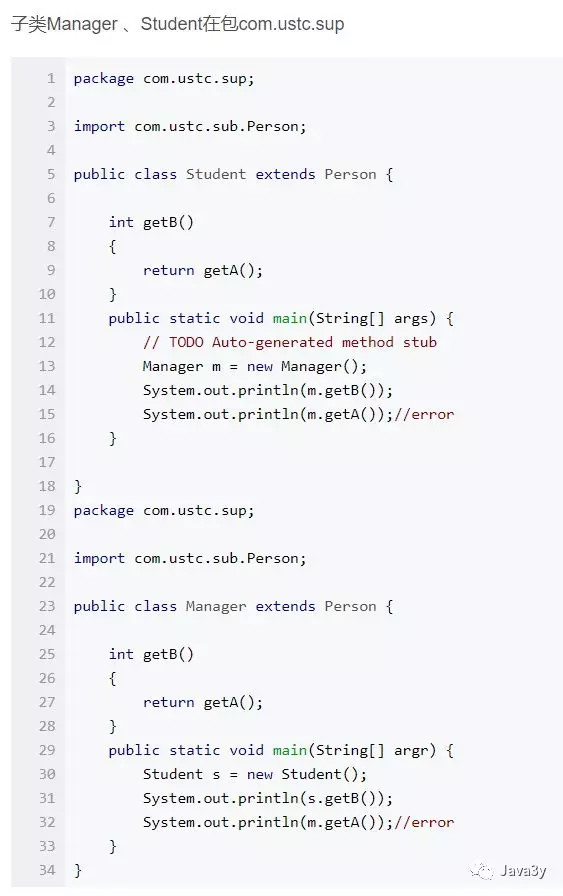 子类Manager 、Student在包com.ustc.sup
1 package com.ustc.sup;
2
3 import com.ustc.sub.Person;
4
5 public class Student extends Person {
6
7     int getB()
8     {
9         return getA();
10     }
11     public static void main(String[] args) {
12         // TODO Auto-generated method stub
13         Manager m = new Manager();
14         System.out.println(m.getB());
15         System.out.println(m.getA());//error
16     }
17
18 }
19 package com.ustc.sup;
20
21 import com.ustc.sub.Person;
22
23 public class Manager extends Person {
24
25     int getB()
26     {
27         return getA();
28     }
29     public static void main(String[] argr) {
30         Student s = new Student();
31         System.out.println(s.getB());
32         System.out.println(m.getA());//error
33     }
34 }
Java3y